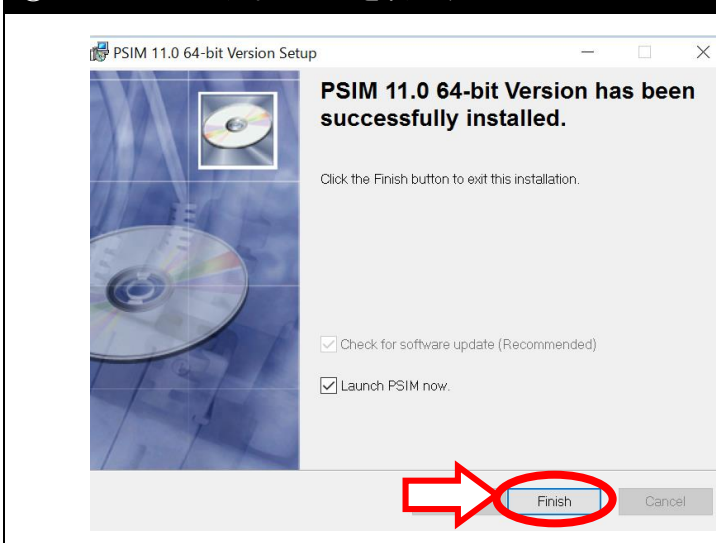 PSIM 11.0 64-bit Version Setup
PSIM 11.0 64-bit Version has been
successfully installed.
Click the Finish button to exit this installation.
Check for software update (Recommended)
Launch PSIM now.
Finish
Cancel